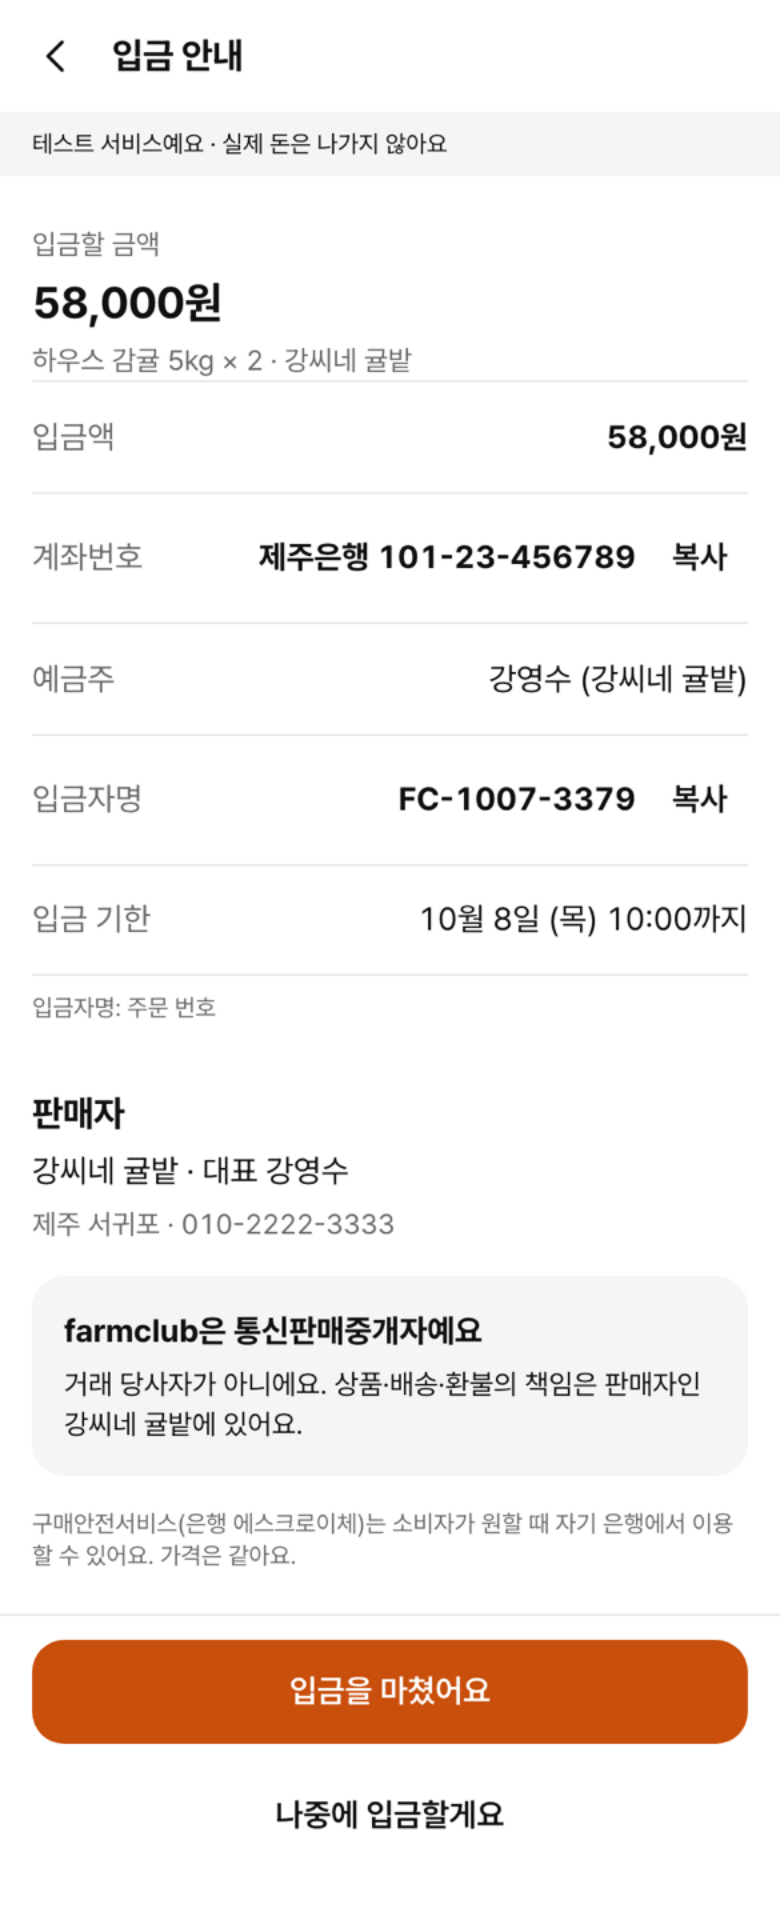 입금 안내
테스트 서비스예요 · 실제 돈은 나가지 않아요
입금할 금액
58,000원
하우스 감귤 5kg × 2 · 강씨네 귤밭
입금액 58,000원
계좌번호 제주은행 101-23-456789 복사
예금주 강영수 (강씨네 귤밭)
입금자명 FC-1007-3379 복사
입금 기한 10월 8일 (목) 10:00까지
입금자명: 주문 번호
판매자
강씨네 귤밭 · 대표 강영수
제주 서귀포 · 010-2222-3333
farmclub은 통신판매중개자예요
거래 당사자가 아니에요. 상품·배송·환불의 책임은 판매자인
강씨네 귤밭에 있어요.
구매안전서비스(은행 에스크로이체)는 소비자가 원할 때 자기 은행에서 이용
할 수 있어요. 가격은 같아요.
입금을 마쳤어요
나중에 입금할게요